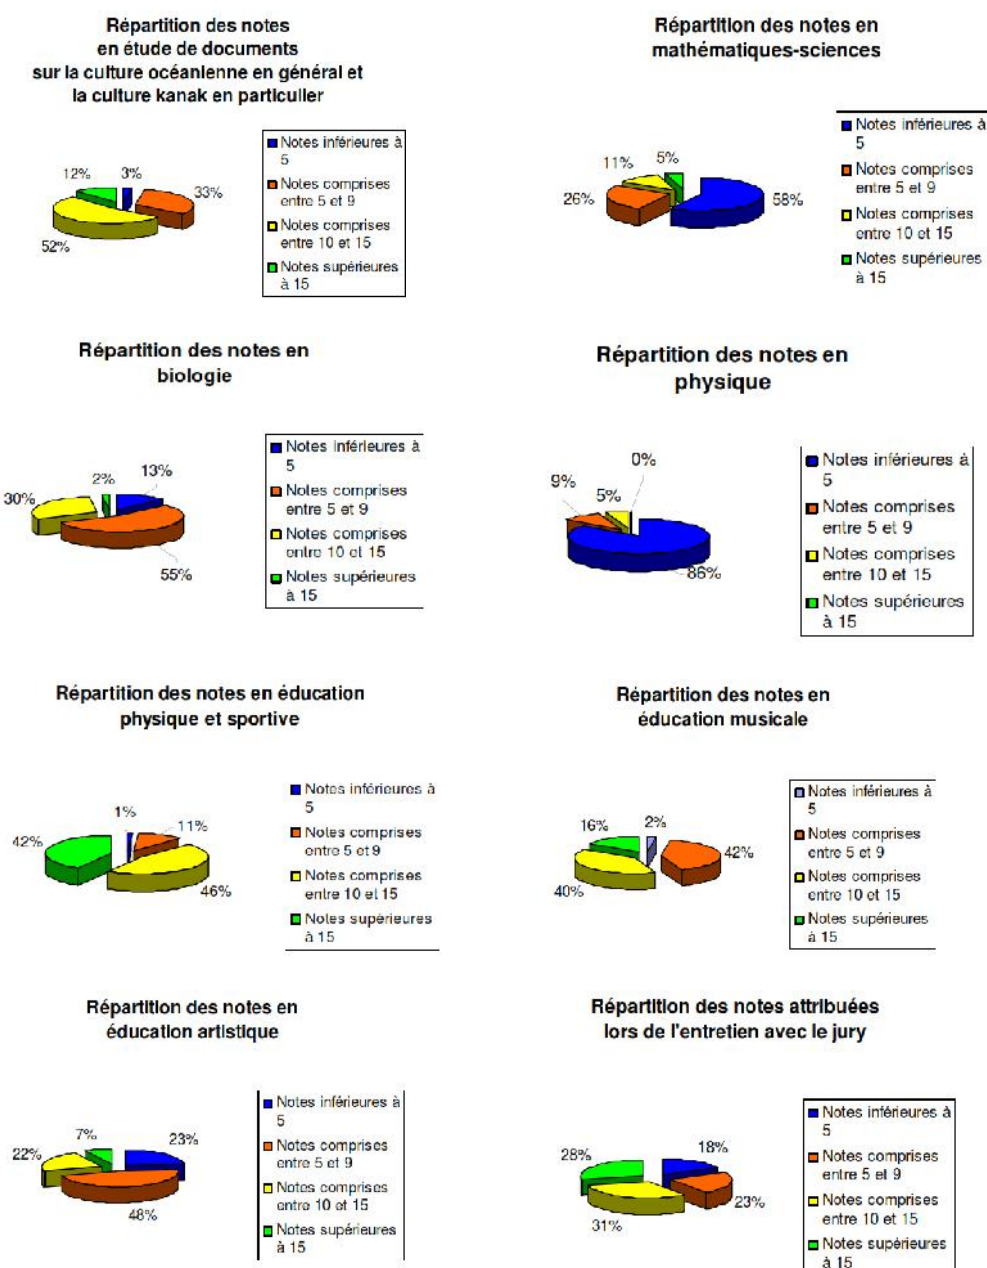 Répartition des notes
en étude de documents
sur la culture océanienne en général et
la culture kanak en particulier
12%
3%
33%
52%
Notes inférieures à
5
Notes comprises
entre 5 et 9
Notes comprises
entre 10 et 15
Notes supérieures
à 15
Répartition des notes en
mathématiques-sciences
11%
5%
26%
58%
Notes inférieures à
5
Notes comprises
entre 5 et 9
Notes comprises
entre 10 et 15
Notes supérieures
à 15
Répartition des notes en
biologie
30%
2%
13%
55%
Notes inférieures à
5
Notes comprises
entre 5 et 9
Notes comprises
entre 10 et 15
Notes supérieures
à 15
Répartition des notes en
physique
9%
5%
0%
86%
Notes inférieures à
5
Notes comprises
entre 5 et 9
Notes comprises
entre 10 et 15
Notes supérieures
à 15
Répartition des notes en éducation
physique et sportive
42%
1%
11%
46%
Notes inférieures à
5
Notes comprises
entre 5 et 9
Notes comprises
entre 10 et 15
Notes supérieures
à 15
Répartition des notes en
éducation musicale
16%
2%
42%
40%
Notes inférieures à
5
Notes comprises
entre 5 et 9
Notes comprises
entre 10 et 15
Notes supérieures
à 15
Répartition des notes en
éducation artistique
22%
7%
23%
48%
Notes inférieures à
5
Notes comprises
entre 5 et 9
Notes comprises
entre 10 et 15
Notes supérieures
à 15
Répartition des notes attribuées
lors de l'entretien avec le jury
28%
18%
23%
31%
Notes inférieures à
5
Notes comprises
entre 5 et 9
Notes comprises
entre 10 et 15
Notes supérieures
à 15